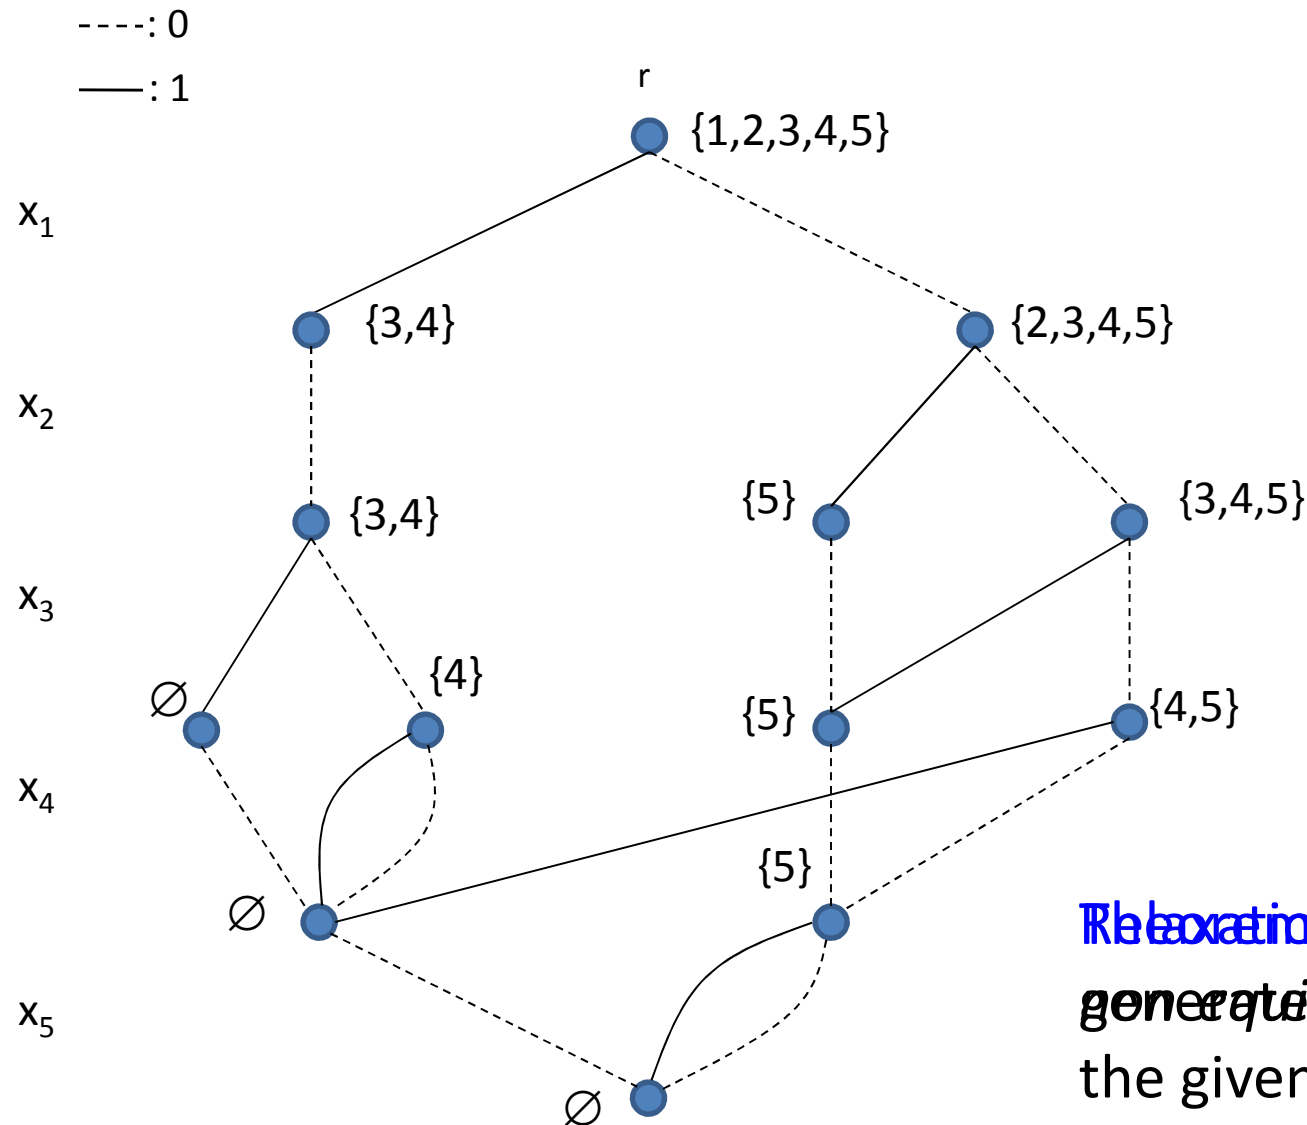 : 0
: 1
r
{1,2,3,4,5}
x₁
{3,4}
{2,3,4,5}
x₂
{3,4}
{5}
{3,4,5}
x₃
∅
{4}
{5}
{4,5}
x₄
∅
{5}
x₅
the given
∅